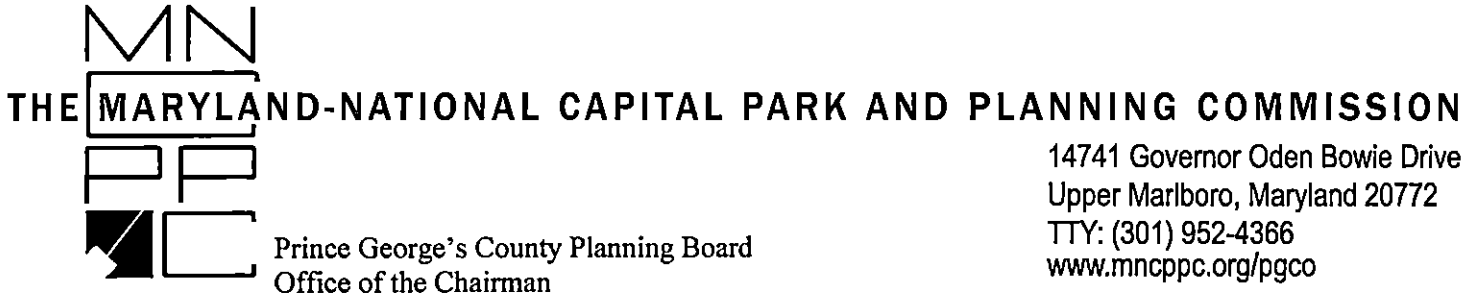 MN
THE MARYLAND-NATIONAL CAPITAL PARK AND PLANNING COMMISSION
PP
C
14741 Governor Oden Bowie Drive
Upper Marlboro, Maryland 20772
TTY: (301) 952-4366
www.mncppc.org/pgco
Prince George's County Planning Board
Office of the Chairman